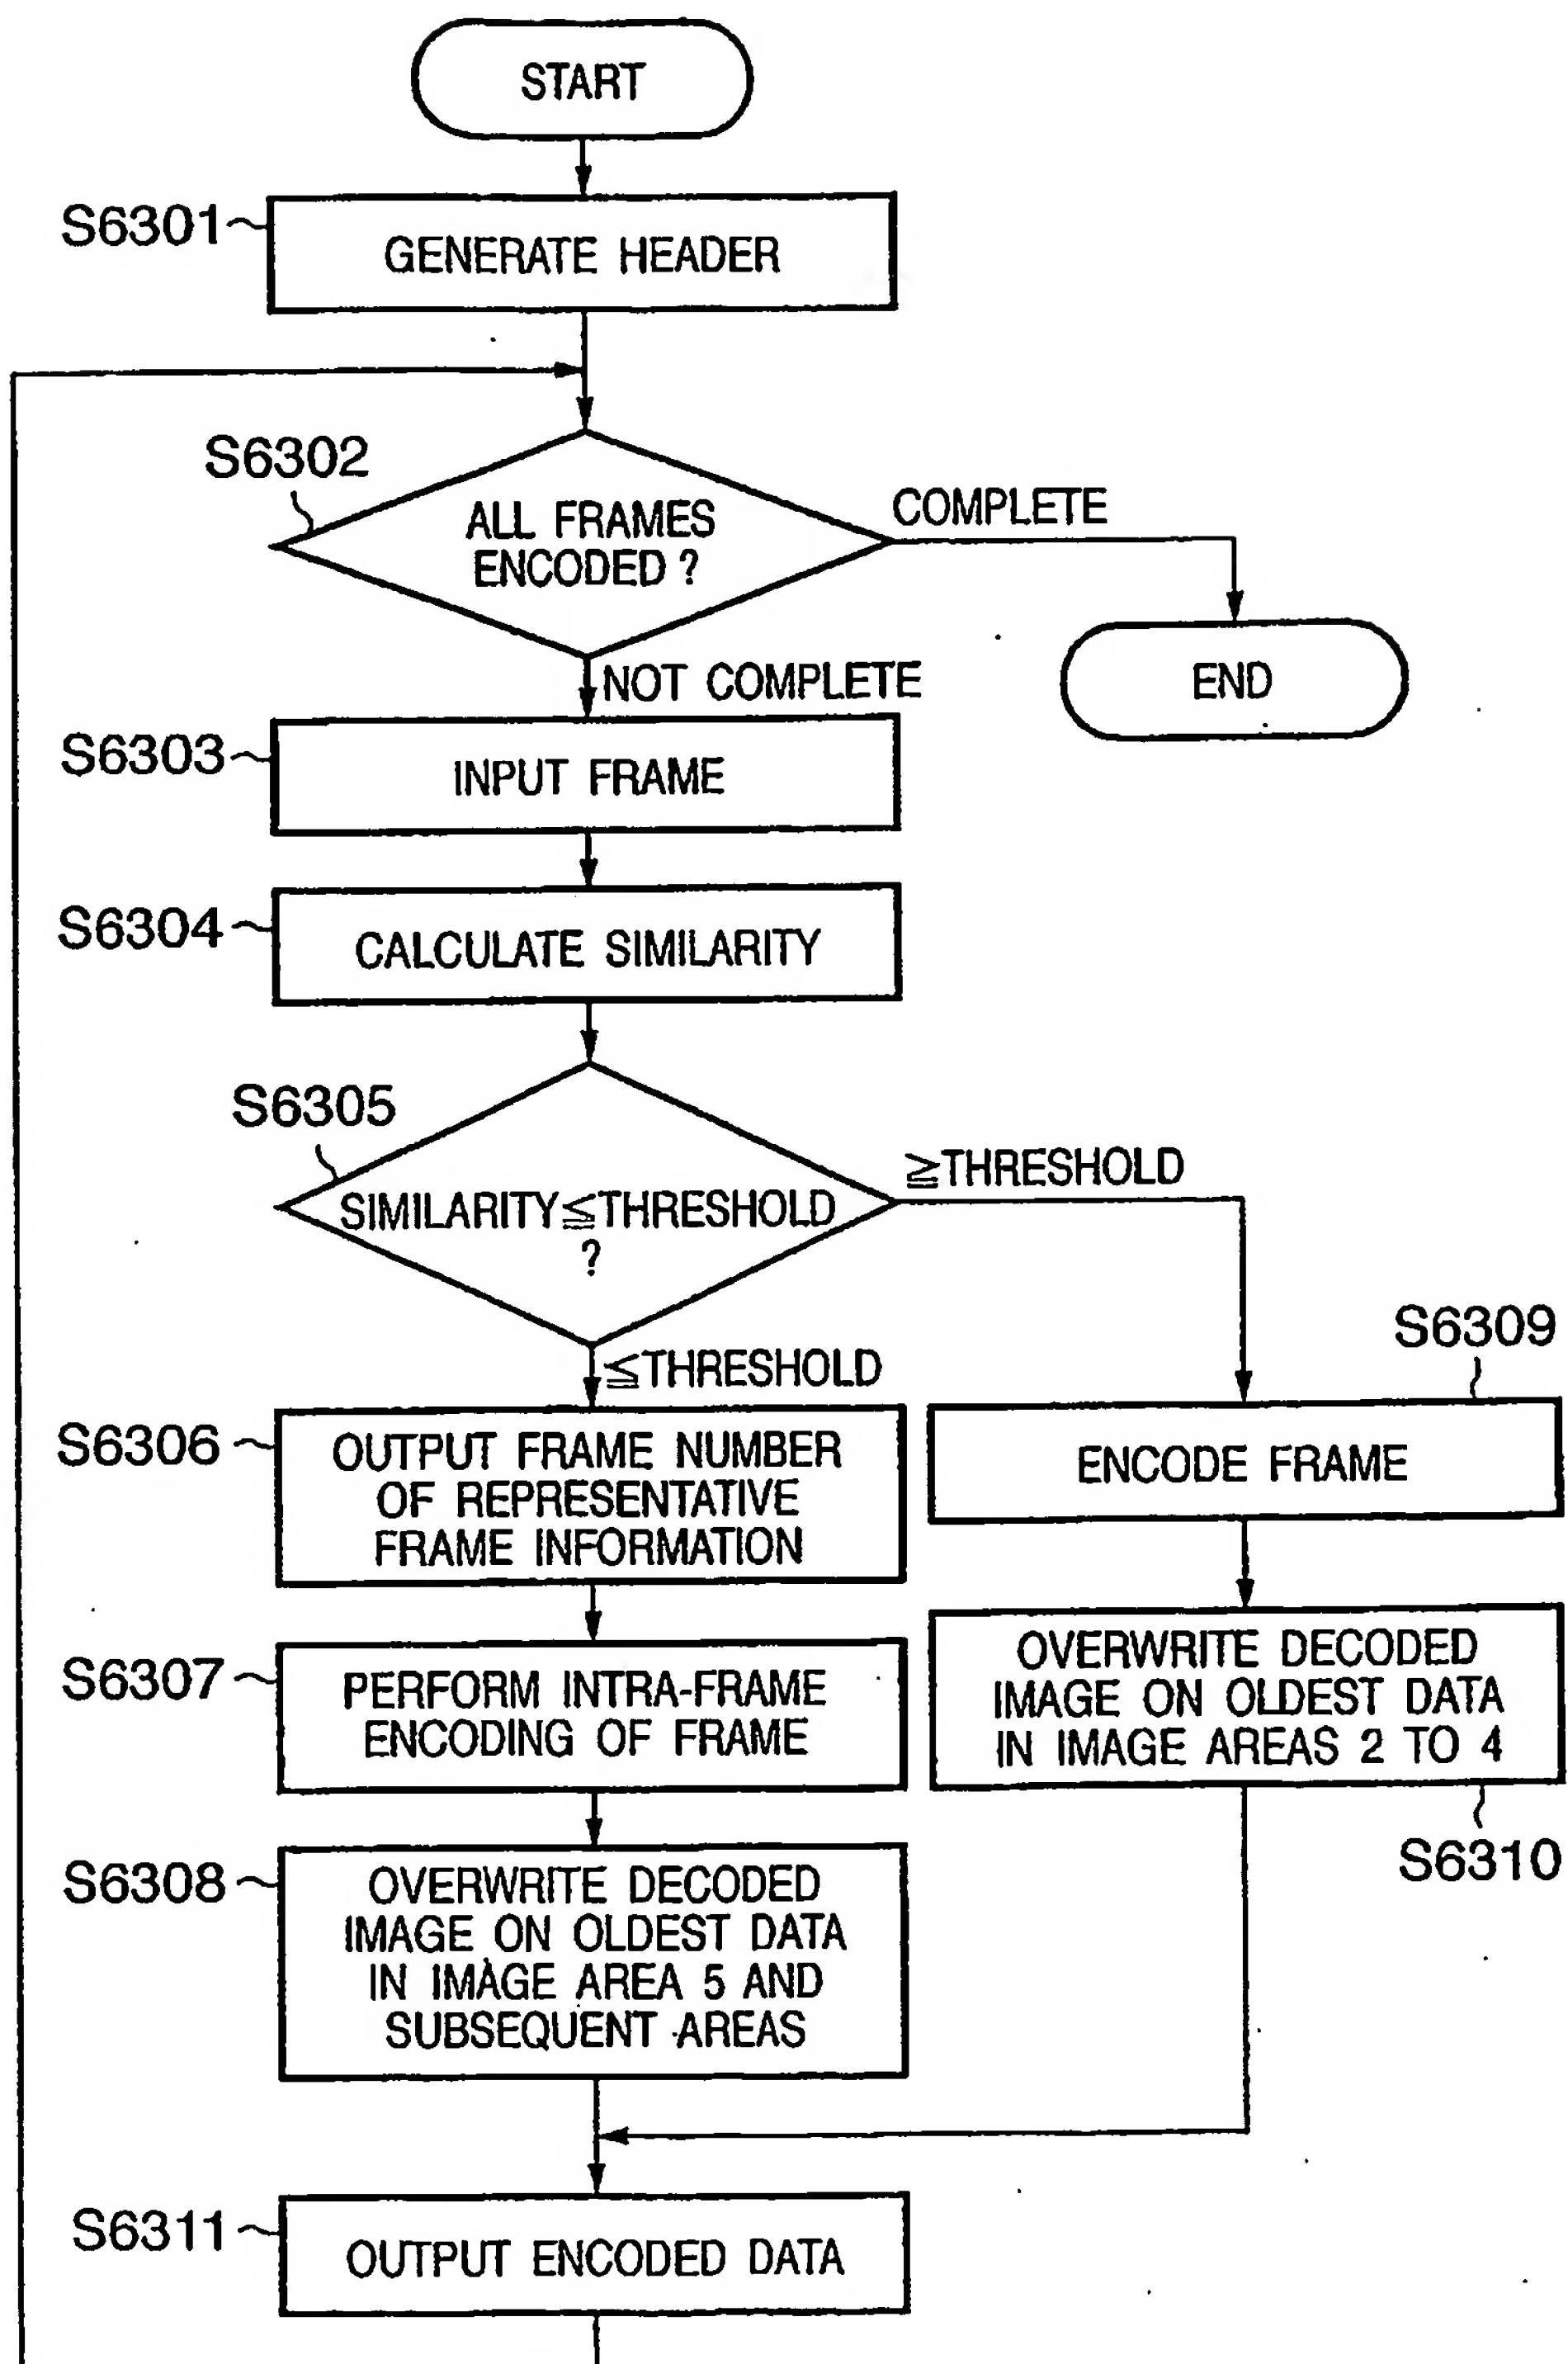 START
S6301
GENERATE HEADER
S6302
ALL FRAMES
ENCODED ?
COMPLETE
END
NOT COMPLETE
S6303
INPUT FRAME
S6304
CALCULATE SIMILARITY
S6305
SIMILARITY≦THRESHOLD
?
≧THRESHOLD
≦THRESHOLD
S6306
OUTPUT FRAME NUMBER
OF REPRESENTATIVE
FRAME INFORMATION
S6309
ENCODE FRAME
S6307
PERFORM INTRA-FRAME
ENCODING OF FRAME
OVERWRITE DECODED
IMAGE ON OLDEST DATA
IN IMAGE AREAS 2 TO 4
S6310
S6308
OVERWRITE DECODED
IMAGE ON OLDEST DATA
IN IMAGE AREA 5 AND
SUBSEQUENT AREAS
S6311
OUTPUT ENCODED DATA